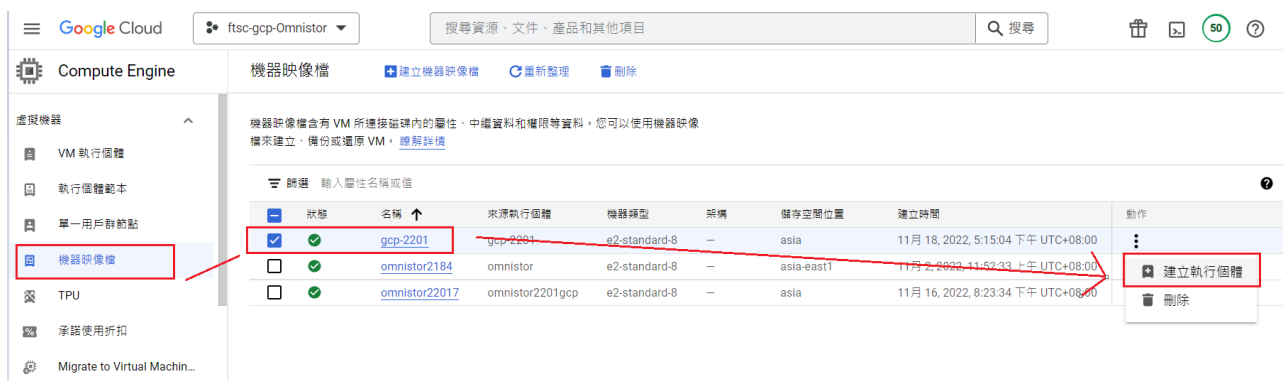 Google Cloud
ftsc-gcp-Omnistor
搜尋資源、文件、產品和其他項目
搜尋
50
Compute Engine
機器映像檔
建立機器映像檔
重新整理
刪除
虛擬機器
VM 執行個體
執行個體範本
單一用戶群節點
機器映像檔
TPU
承諾使用折扣
Migrate to Virtual Machin...
機器映像檔含有 VM 所連接磁碟內的屬性、中繼資料和權限等資料。您可以使用機器映像
檔來建立、備份或還原 VM。 瞭解詳情
篩選 輸入屬性名稱或值
狀態 名稱 來源執行個體 機器類型 架構 儲存空間位置 建立時間 動作
gcp-2201 gcp-2201 e2-standard-8 — asia 11月 18, 2022, 5:15:04 下午 UTC+08:00
omnistor2184 omnistor e2-standard-8 — asia-east1 11月 2, 2022, 11:52:33 上午 UTC+08:00
omnistor22017 omnistor2201gcp e2-standard-8 — asia 11月 16, 2022, 8:23:34 下午 UTC+08:00
建立執行個體
刪除